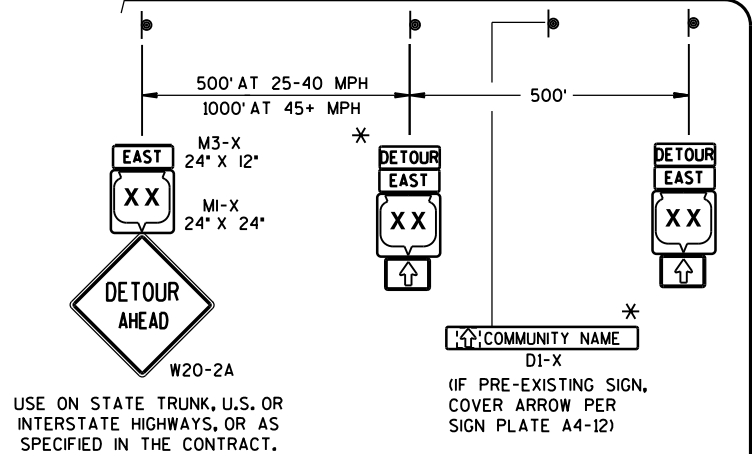 500' AT 25-40 MPH
1000' AT 45+ MPH
500'
EAST
M3-X
24" X 12"
XX
M1-X
24" X 24"
DETOUR
AHEAD
W20-2A
USE ON STATE TRUNK, U.S. OR
INTERSTATE HIGHWAYS, OR AS
SPECIFIED IN THE CONTRACT.
*
DETOUR
EAST
XX
DETOUR
EAST
XX
*
COMMUNITY NAME
D1-X
(IF PRE-EXISTING SIGN,
COVER ARROW PER
SIGN PLATE A4-12)